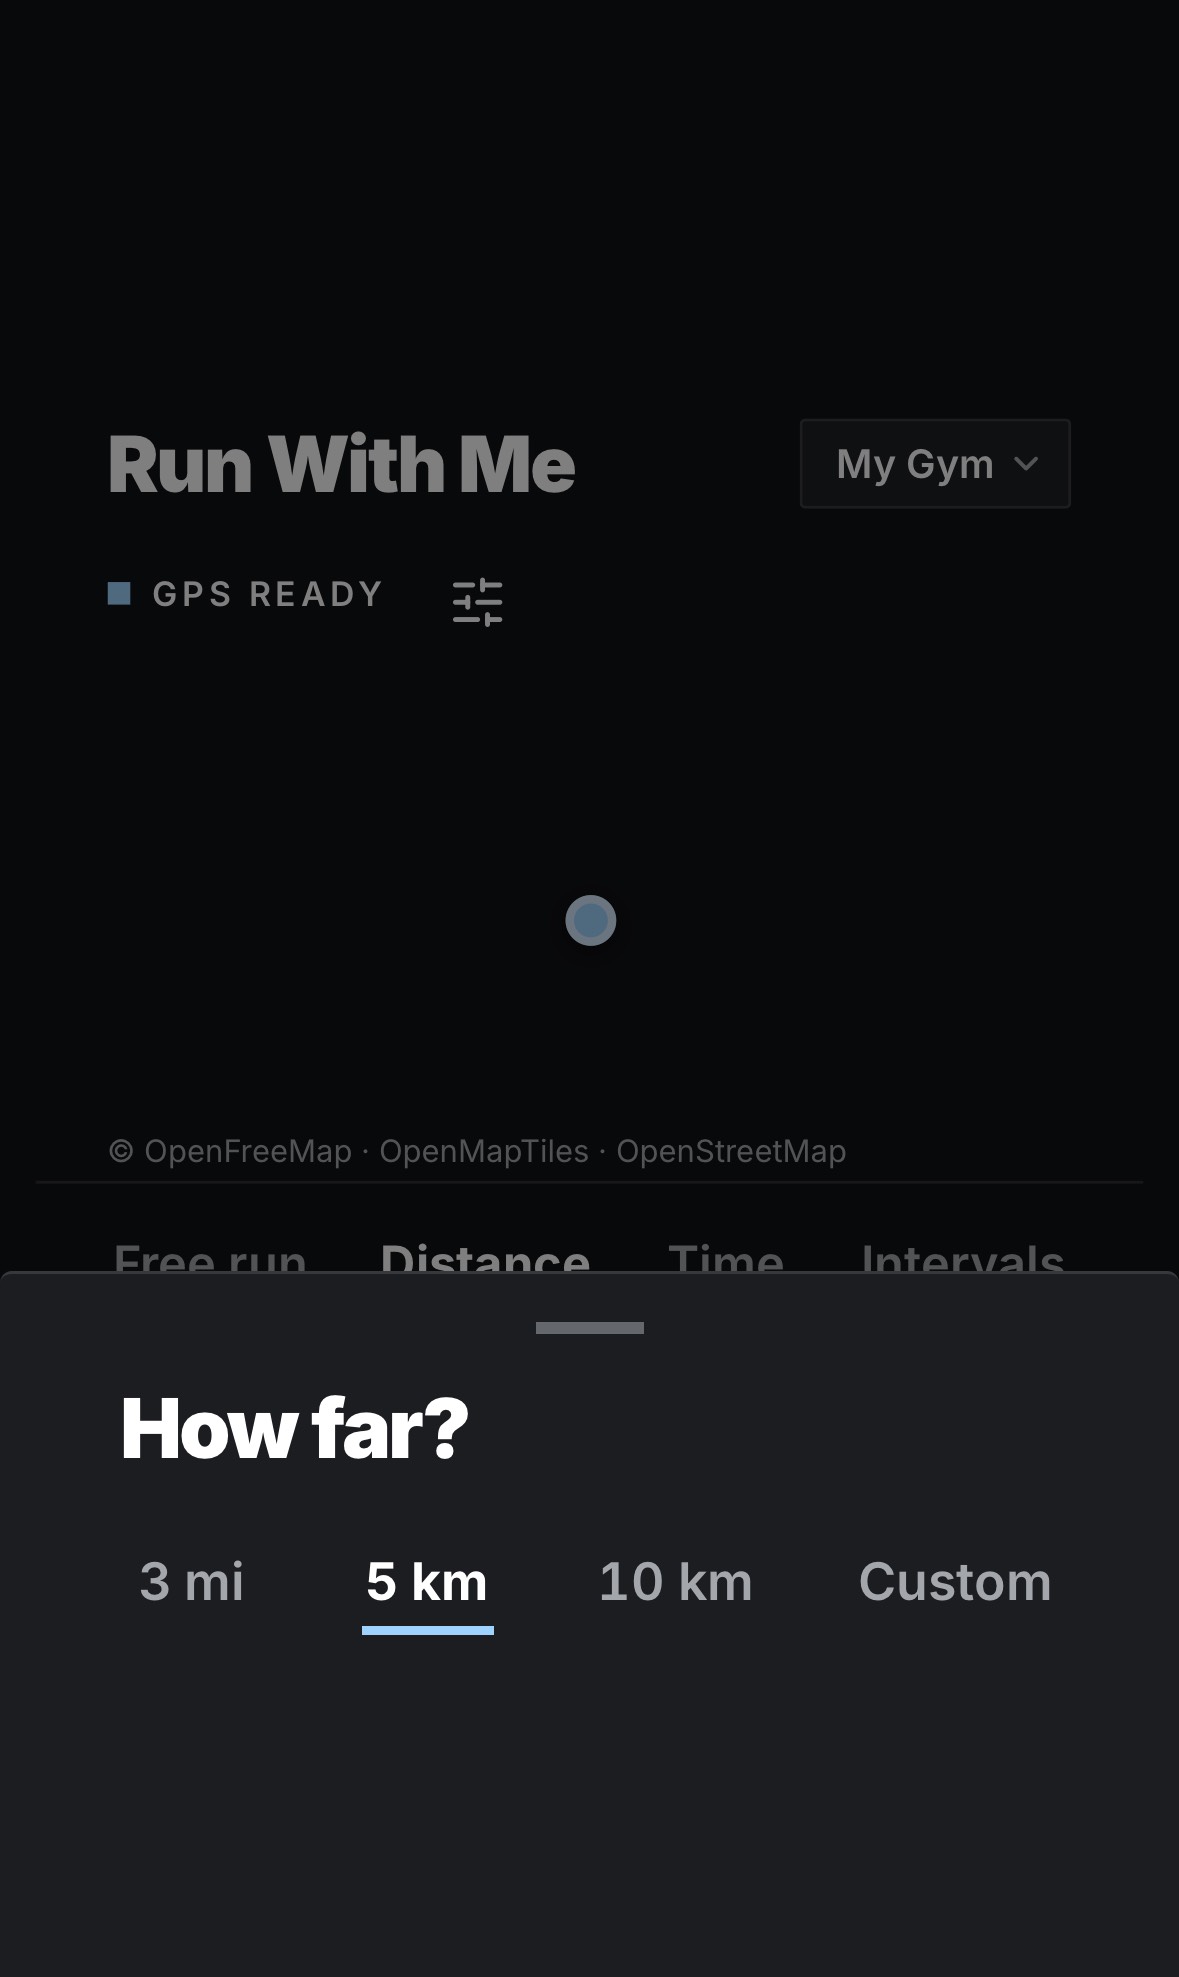 Run With Me
My Gym
GPS READY
© OpenFreeMap · OpenMapTiles · OpenStreetMap
Free run Distance Time Intervals
How far?
3 mi 5 km 10 km Custom